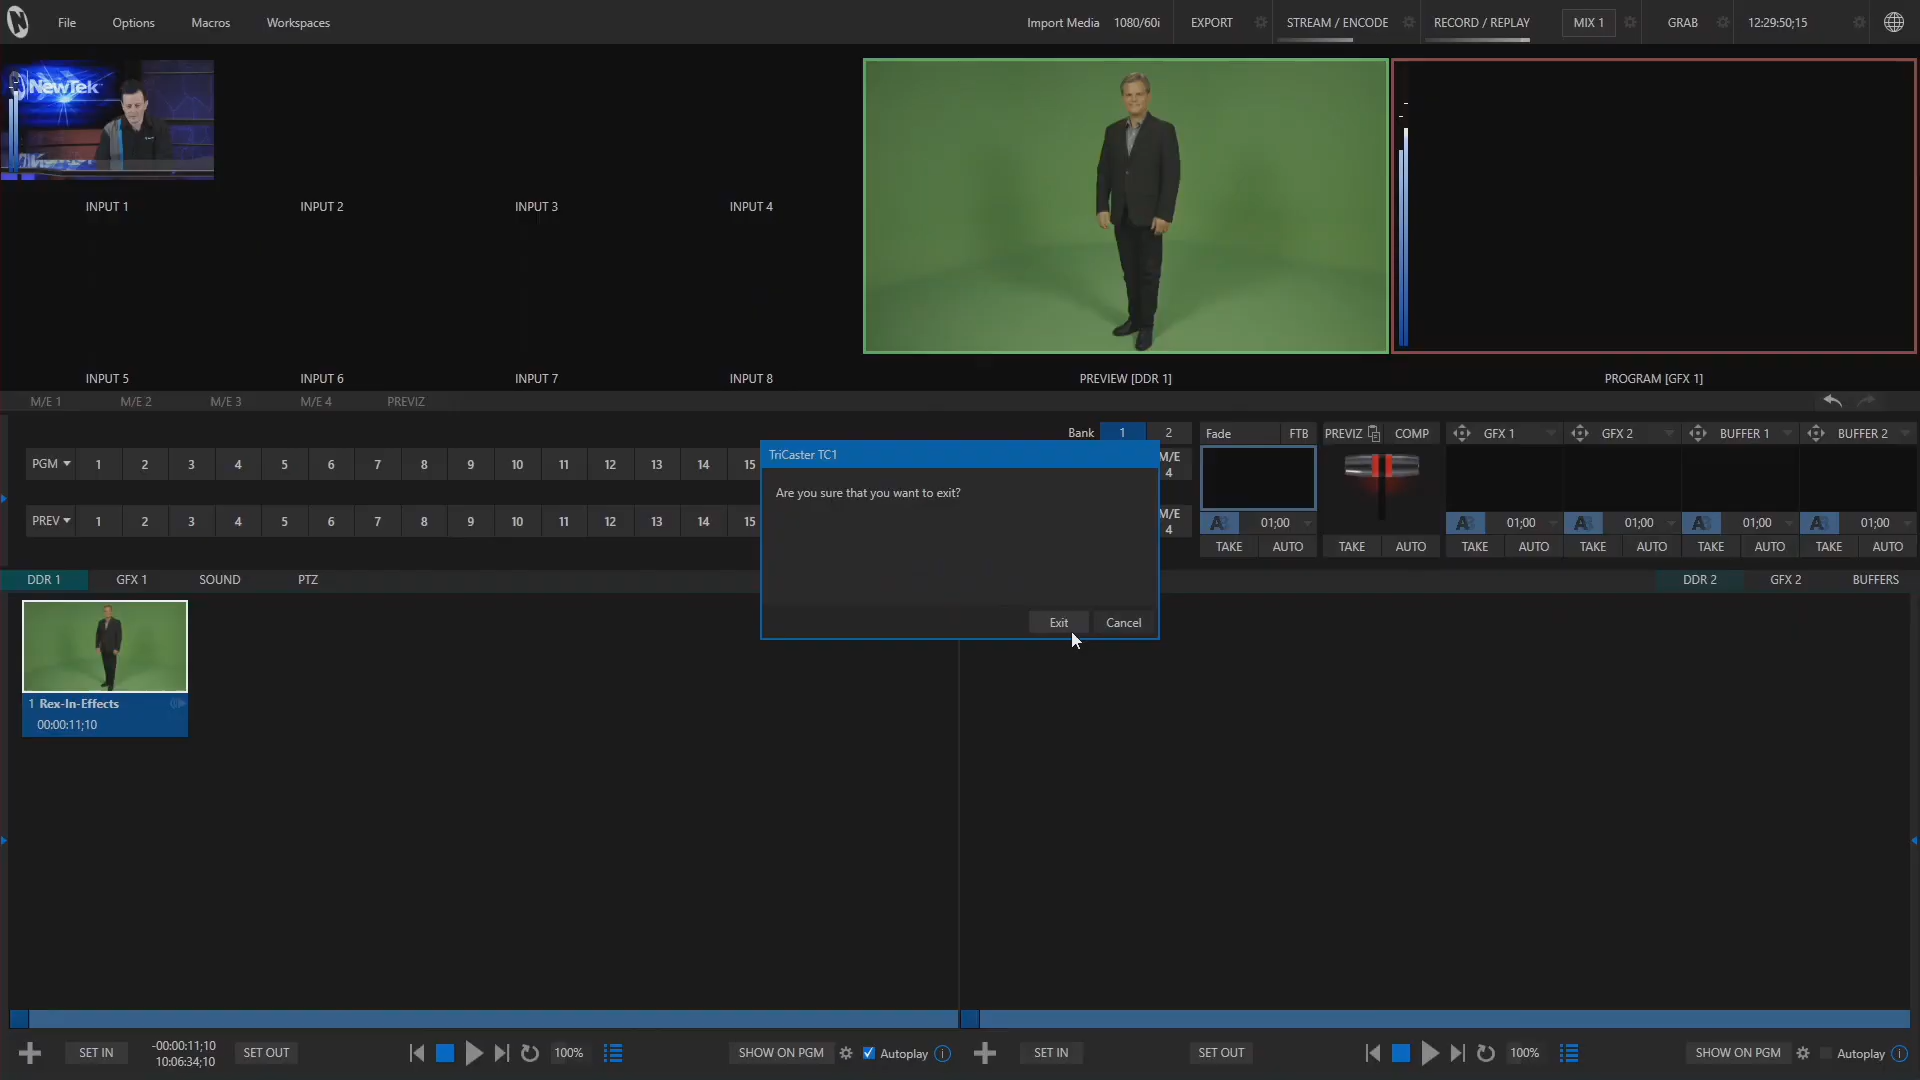 File Options Macros Workspaces Import Media 1080/60i EXPORT STREAM / ENCODE RECORD / REPLAY MIX 1 GRAB 12:29:50;15
NewTek
INPUT 1 INPUT 2 INPUT 3 INPUT 4
INPUT 5 INPUT 6 INPUT 7 INPUT 8 PREVIEW [DDR 1] PROGRAM [GFX 1]
M/E 1 M/E 2 M/E 3 M/E 4 PREVIZ
Bank 1 2 Fade FTB PREVIZ COMP GFX 1 GFX 2 BUFFER 1 BUFFER 2
TriCaster TC1
PGM 1 2 3 4 5 6 7 8 9 10 11 12 13 14 15 M/E 4
Are you sure that you want to exit?
PREV 1 2 3 4 5 6 7 8 9 10 11 12 13 14 15 M/E 4
AB 01;00 AB 01;00 AB 01;00 AB 01;00 AB 01;00
TAKE AUTO TAKE AUTO TAKE AUTO TAKE AUTO TAKE AUTO TAKE AUTO
DDR 1 GFX 1 SOUND PTZ DDR 2 GFX 2 BUFFERS
Exit Cancel
1 Rex-In-Effects
00:00:11;10
SET IN -00:00:11;10 SET OUT 100% SHOW ON PGM Autoplay SET IN SET OUT 100% SHOW ON PGM Autoplay
10:06:34;10